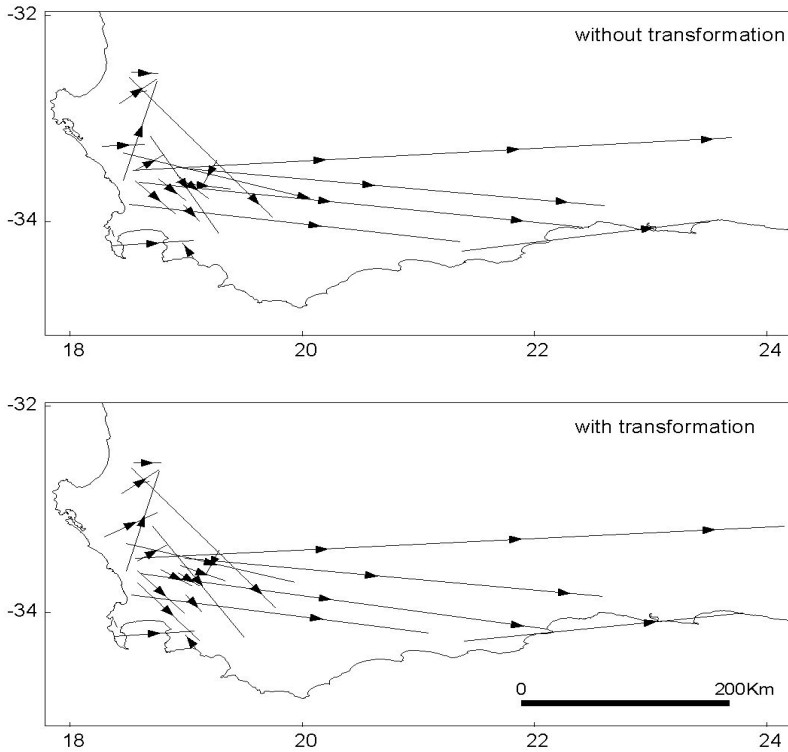 -32
without transformation
-34
18 20 22 24
-32
with transformation
-34
0 200Km
18 20 22 24